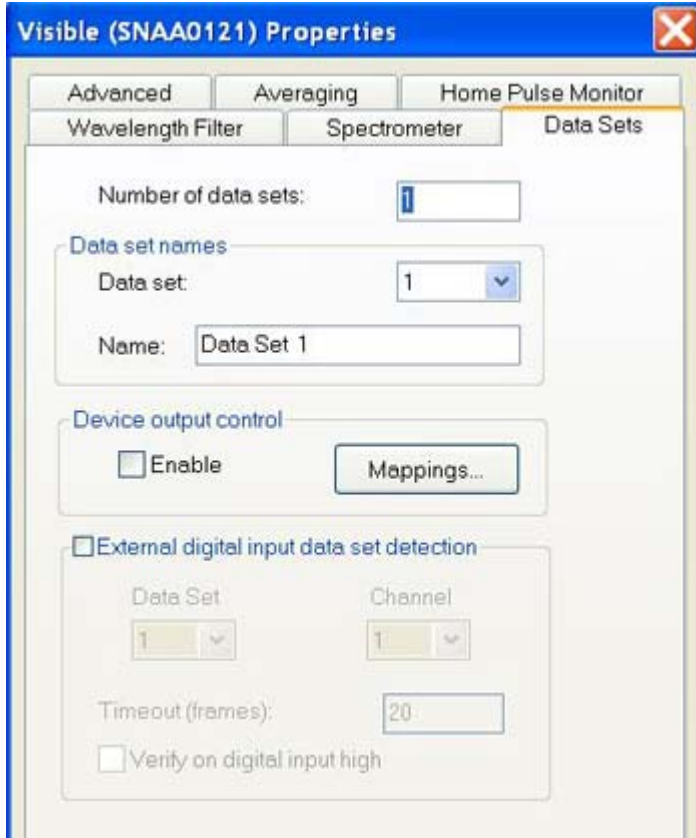 Visible (SNAA0121) Properties
Advanced Averaging Home Pulse Monitor
Wavelength Filter Spectrometer Data Sets
Number of data sets: 1
Data set names
Data set: 1
Name: Data Set 1
Device output control
Enable Mappings...
External digital input data set detection
Data Set Channel
1 1
Timeout (frames): 20
Verify on digital input high